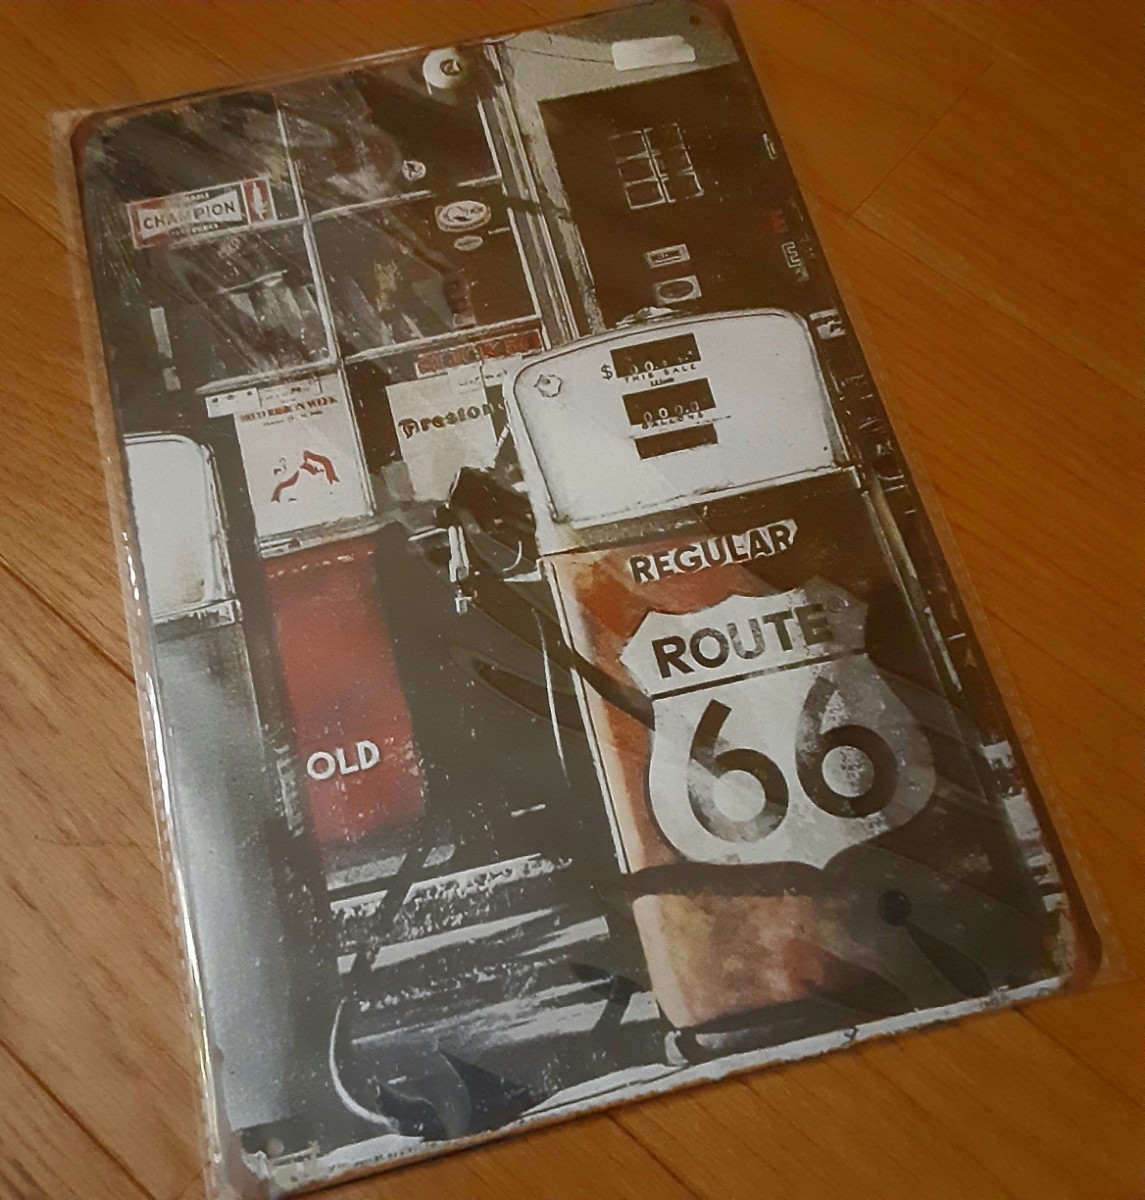 CHAMPION
$
THIS SALE
GALLONS
Firestone
REGULAR
ROUTE®
66
OLD
E
E